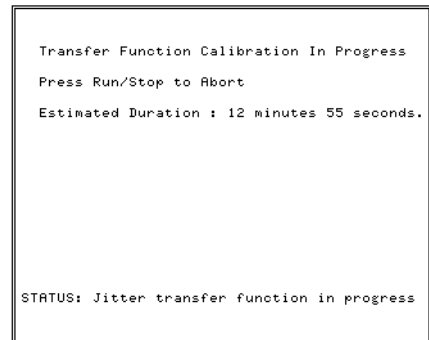 Transfer Function Calibration In Progress
Press Run/Stop to Abort
Estimated Duration : 12 minutes 55 seconds.
STATUS: Jitter transfer function in progress